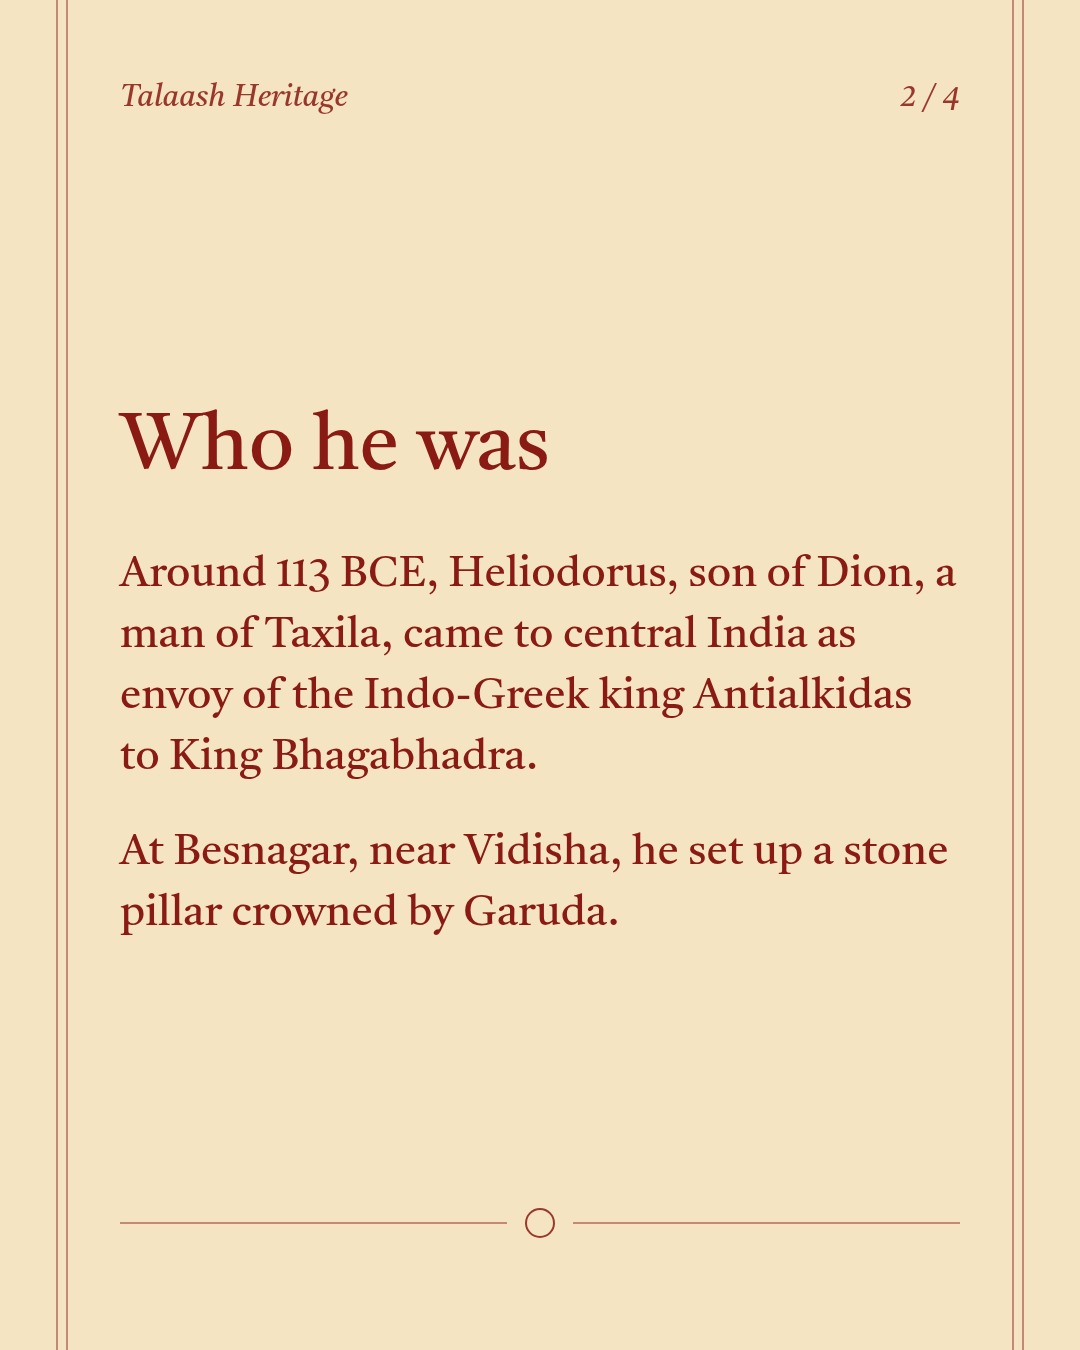 Talaash Heritage
2 / 4
Who he was
Around 113 BCE, Heliodorus, son of Dion, a
man of Taxila, came to central India as
envoy of the Indo-Greek king Antialkidas
to King Bhagabhadra.
At Besnagar, near Vidisha, he set up a stone
pillar crowned by Garuda.